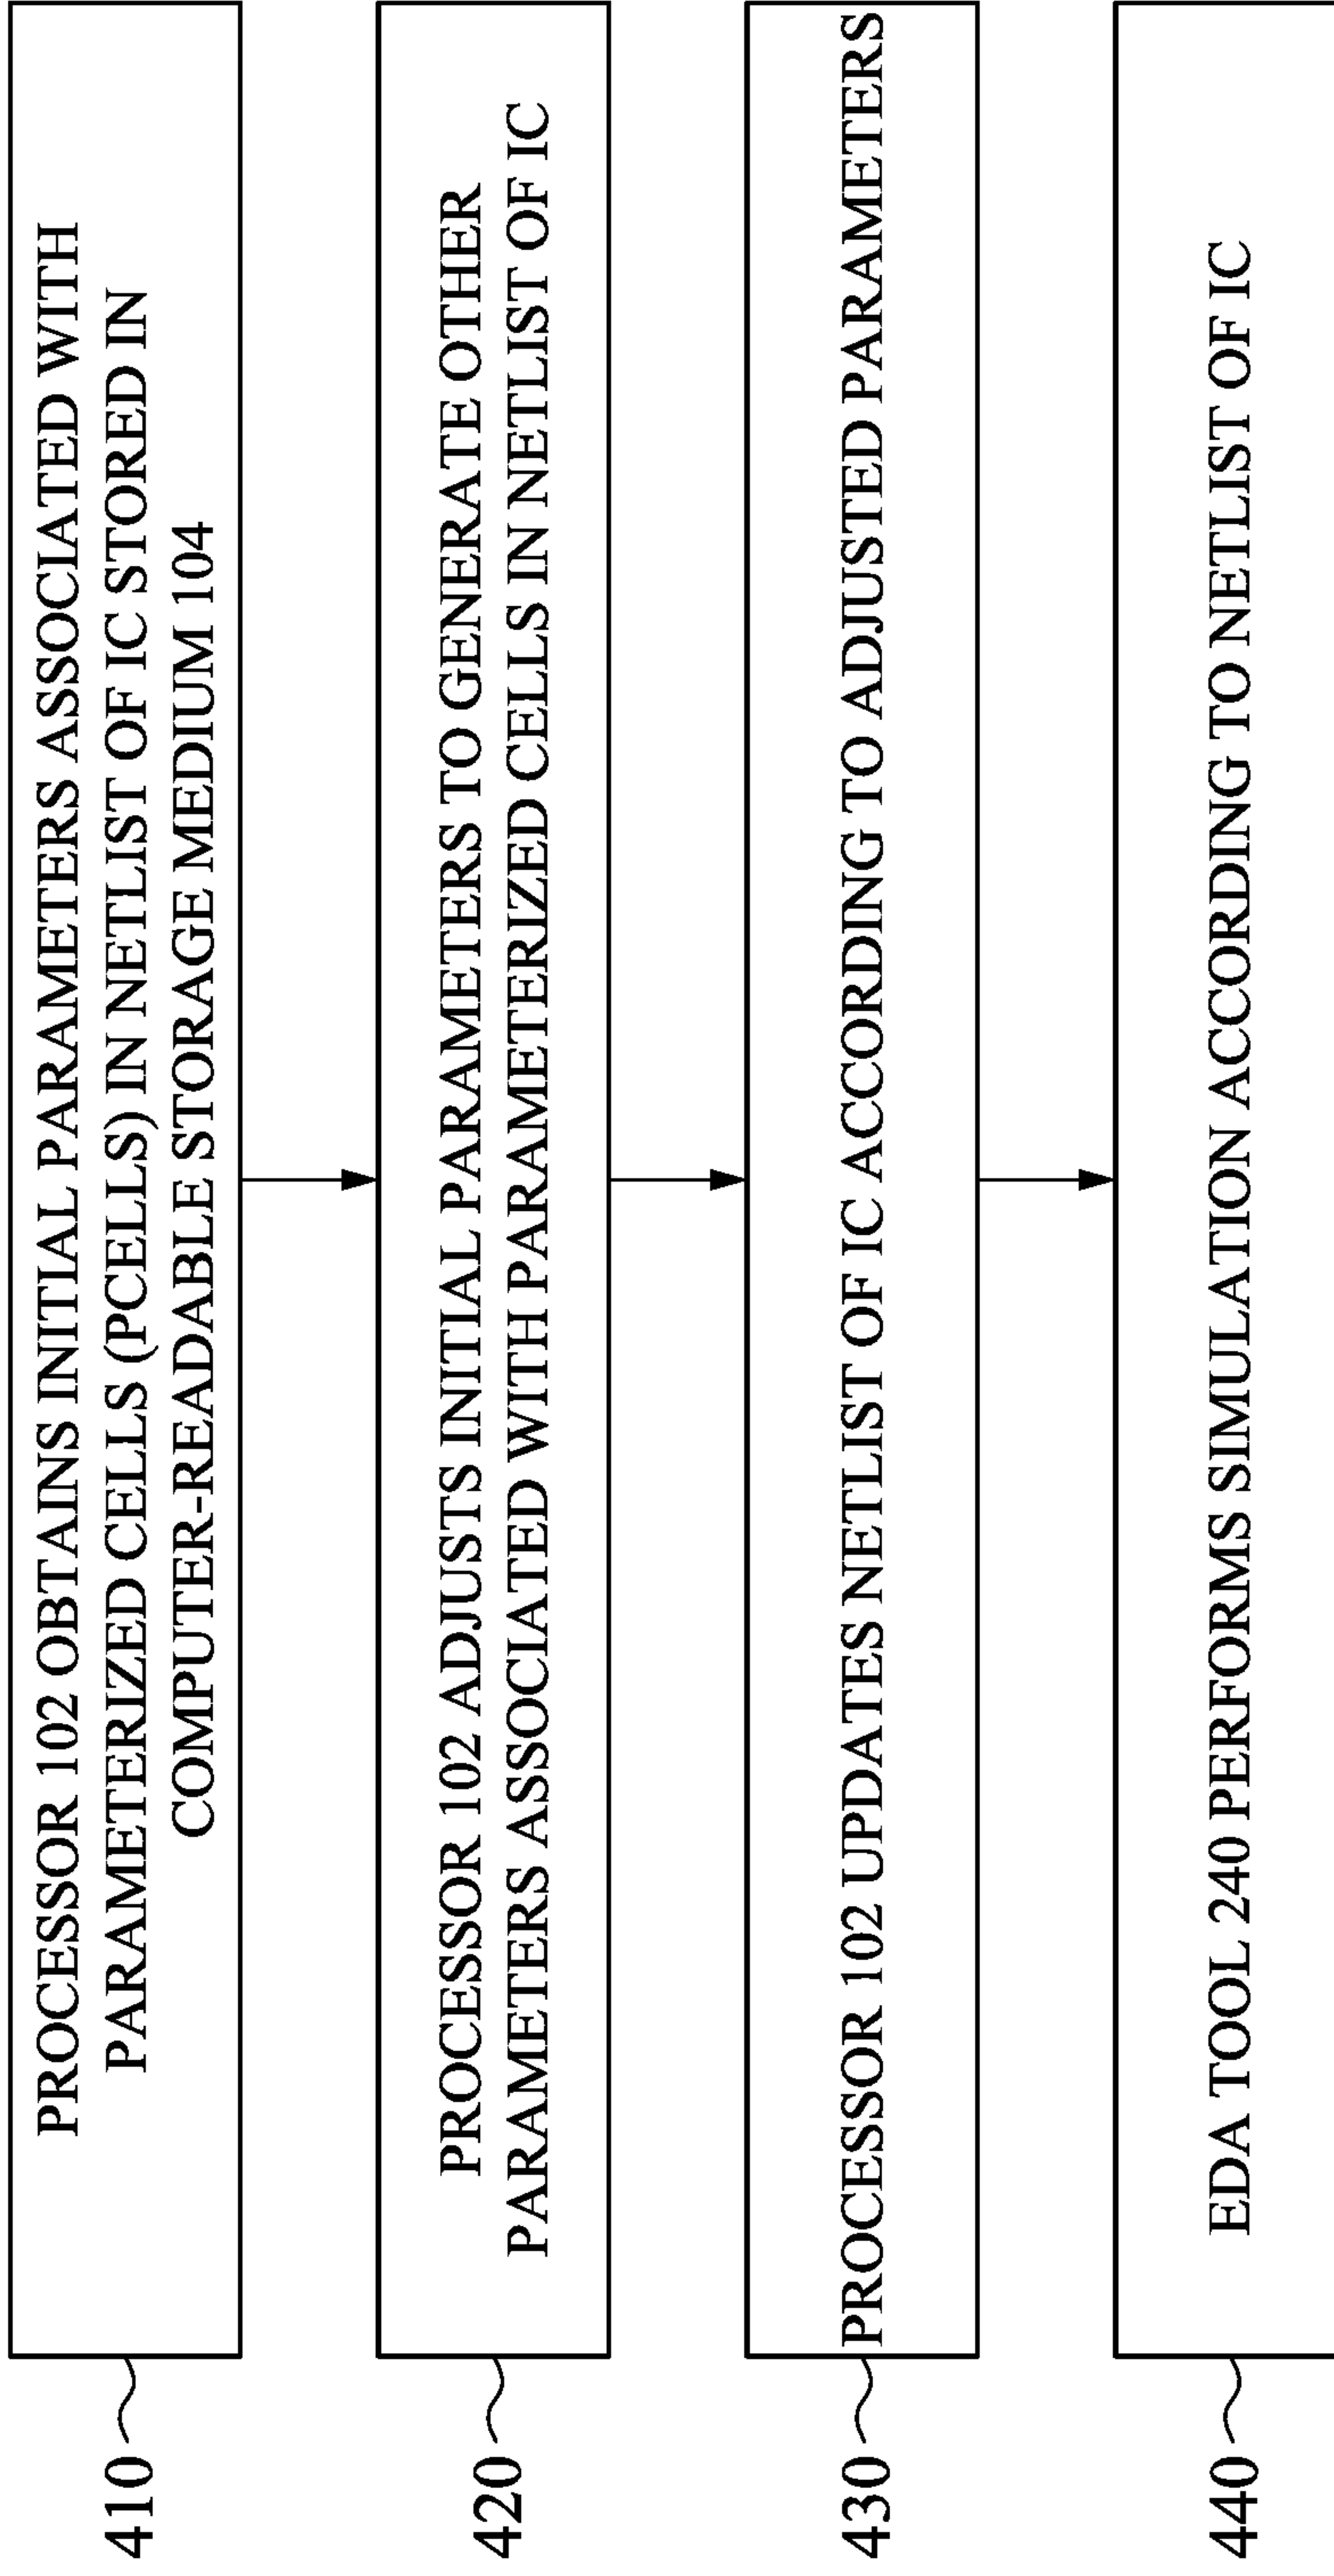 410
PROCESSOR 102 OBTAINS INITIAL PARAMETERS ASSOCIATED WITH
PARAMETERIZED CELLS (PCELLS) IN NETLIST OF IC STORED IN
COMPUTER-READABLE STORAGE MEDIUM 104
420
PROCESSOR 102 ADJUSTS INITIAL PARAMETERS TO GENERATE OTHER
PARAMETERS ASSOCIATED WITH PARAMETERIZED CELLS IN NETLIST OF IC
430
PROCESSOR 102 UPDATES NETLIST OF IC ACCORDING TO ADJUSTED PARAMETERS
440
EDA TOOL 240 PERFORMS SIMULATION ACCORDING TO NETLIST OF IC